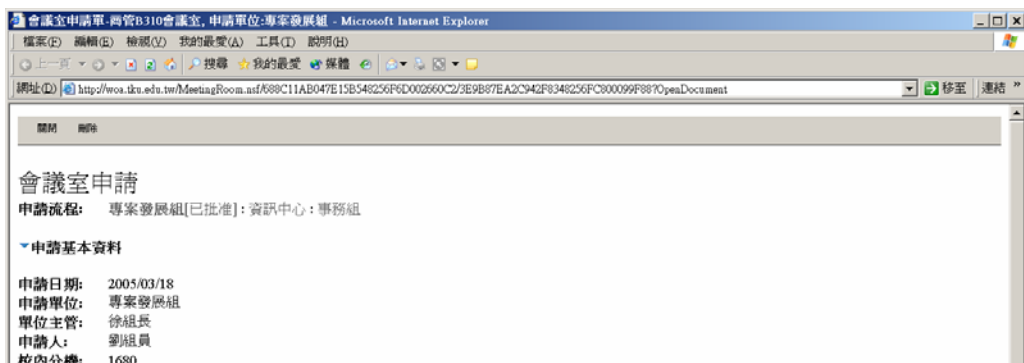 會議室申請單-商管B310會議室, 申請單位:專案發展組 - Microsoft Internet Explorer
檔案(F) 編輯(E) 檢視(V) 我的最愛(A) 工具(T) 說明(H)
上一頁 搜尋 我的最愛 媒體
網址(D) http://woa.tku.edu.tw/MeetingRoom.nsf/688C11AB047E15B548256F6D002660C2/3E9B87EA2C942F8348256FC800099F88?OpenDocument 移至 連結 »
關閉 刪除
會議室申請
申請流程: 專案發展組[已批准] : 資訊中心 : 事務組
申請基本資料
申請日期: 2005/03/18
申請單位: 專案發展組
單位主管: 徐組長
申請人: 劉組員
校內分機: 1680